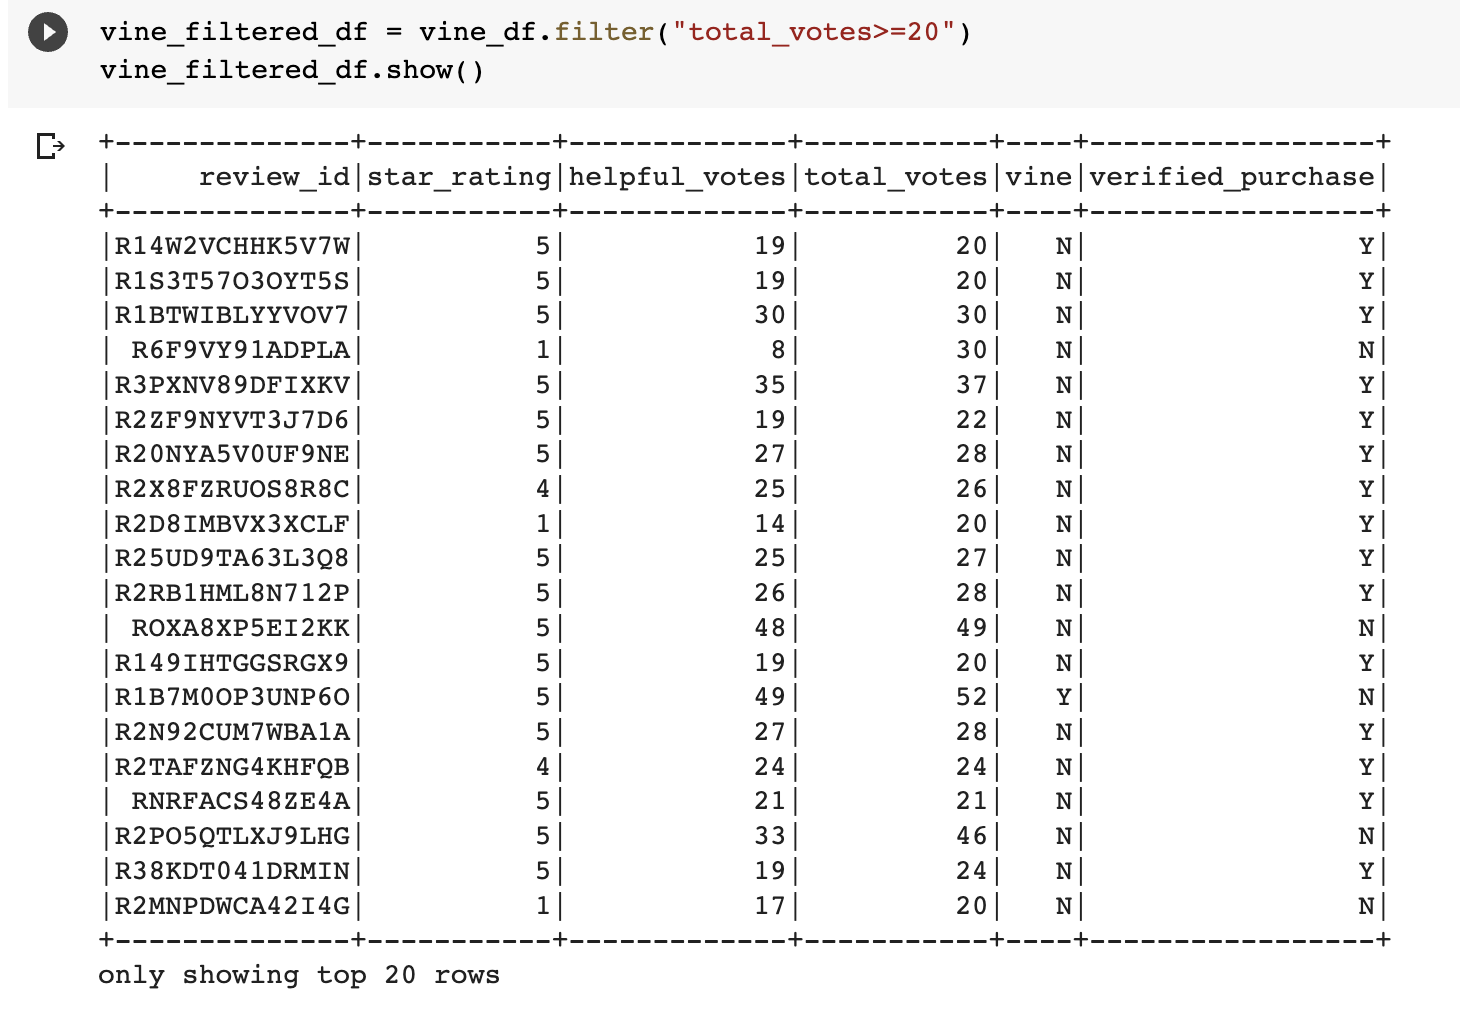 vine_filtered_df = vine_df.filter("total_votes>=20")
vine_filtered_df.show()
+--------------+-----------+-------------+-----------+----+-----------------+
|     review_id|star_rating|helpful_votes|total_votes|vine|verified_purchase|
+--------------+-----------+-------------+-----------+----+-----------------+
|R14W2VCHHK5V7W|          5|           19|         20|   N|                Y|
|R1S3T57O3OYT5S|          5|           19|         20|   N|                Y|
|R1BTWIBLYYVOV7|          5|           30|         30|   N|                Y|
| R6F9VY91ADPLA|          1|            8|         30|   N|                N|
|R3PXNV89DFIXKV|          5|           35|         37|   N|                Y|
|R2ZF9NYVT3J7D6|          5|           19|         22|   N|                Y|
|R20NYA5V0UF9NE|          5|           27|         28|   N|                Y|
|R2X8FZRUOS8R8C|          4|           25|         26|   N|                Y|
|R2D8IMBVX3XCLF|          1|           14|         20|   N|                Y|
|R25UD9TA63L3Q8|          5|           25|         27|   N|                Y|
|R2RB1HML8N712P|          5|           26|         28|   N|                Y|
| ROXA8XP5EI2KK|          5|           48|         49|   N|                N|
|R149IHTGGSRGX9|          5|           19|         20|   N|                Y|
|R1B7M0OP3UNP6O|          5|           49|         52|   Y|                N|
|R2N92CUM7WBA1A|          5|           27|         28|   N|                Y|
|R2TAFZNG4KHFQB|          4|           24|         24|   N|                Y|
| RNRFACS48ZE4A|          5|           21|         21|   N|                Y|
|R2PO5QTLXJ9LHG|          5|           33|         46|   N|                N|
|R38KDT041DRMIN|          5|           19|         24|   N|                Y|
|R2MNPDWCA42I4G|          1|           17|         20|   N|                N|
+--------------+-----------+-------------+-----------+----+-----------------+
only showing top 20 rows